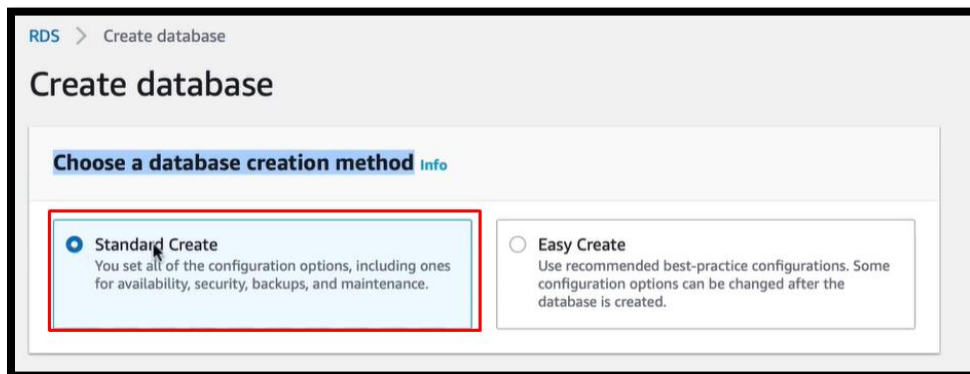 RDS > Create database
Create database
Choose a database creation method Info
Standard Create
You set all of the configuration options, including ones
for availability, security, backups, and maintenance.
Easy Create
Use recommended best-practice configurations. Some
configuration options can be changed after the
database is created.